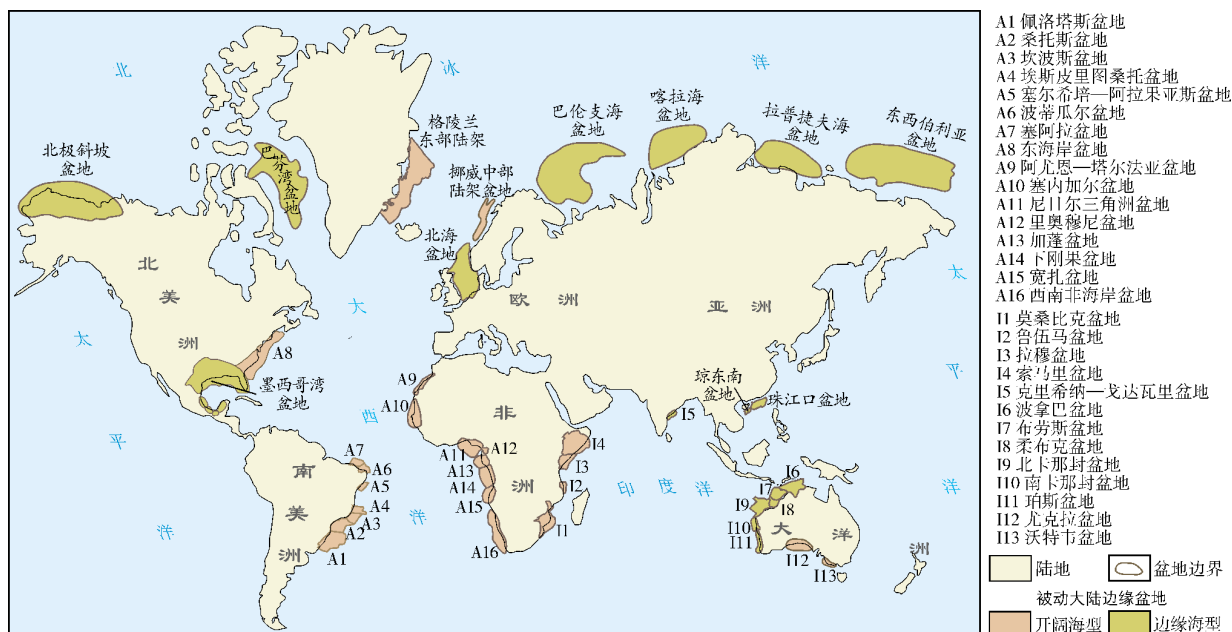 北 冰 洋
北极斜坡
盆地
巴芬湾盆地
格陵兰
东部陆架
挪威中部
陆架盆地
巴伦支海
盆地
喀拉海
盆地
拉普捷夫海
盆地
东西伯利亚
盆地
北海
盆地
北美洲
欧洲
亚洲
太平洋
大西洋
太平洋
A8
墨西哥湾
盆地
A9
A10
非洲
琼东南
盆地
珠江口盆地
I5
南美洲
A7
A6
A5
A4
A3
A2
A1
A11
A12
A13
A14
A15
A16
I4
I3
I2
I1
印度洋
I6
I7
I8
I9
I10
I11
I12
I13
大洋洲
A1 佩洛塔斯盆地
A2 桑托斯盆地
A3 坎波斯盆地
A4 埃斯皮里图桑托盆地
A5 塞尔希培—阿拉果亚斯盆地
A6 波蒂瓜尔盆地
A7 塞阿拉盆地
A8 东海岸盆地
A9 阿尤恩—塔尔法亚盆地
A10 塞内加尔盆地
A11 尼日尔三角洲盆地
A12 里奥穆尼盆地
A13 加蓬盆地
A14 下刚果盆地
A15 宽扎盆地
A16 西南非海岸盆地
I1 莫桑比克盆地
I2 鲁伍马盆地
I3 拉穆盆地
I4 索马里盆地
I5 克里希纳—戈达瓦里盆地
I6 波拿巴盆地
I7 布劳斯盆地
I8 柔布克盆地
I9 北卡那封盆地
I10 南卡那封盆地
I11 珀斯盆地
I12 尤克拉盆地
I13 沃特韦盆地
陆地
盆地边界
被动大陆边缘盆地
开阔海型
边缘海型